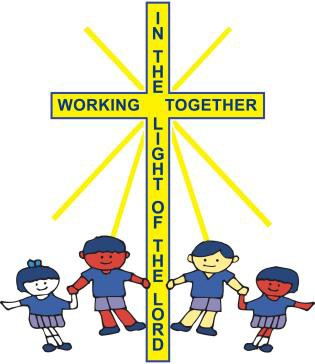 WORKING TOGETHER
IN THE LIGHT OF THE LORD